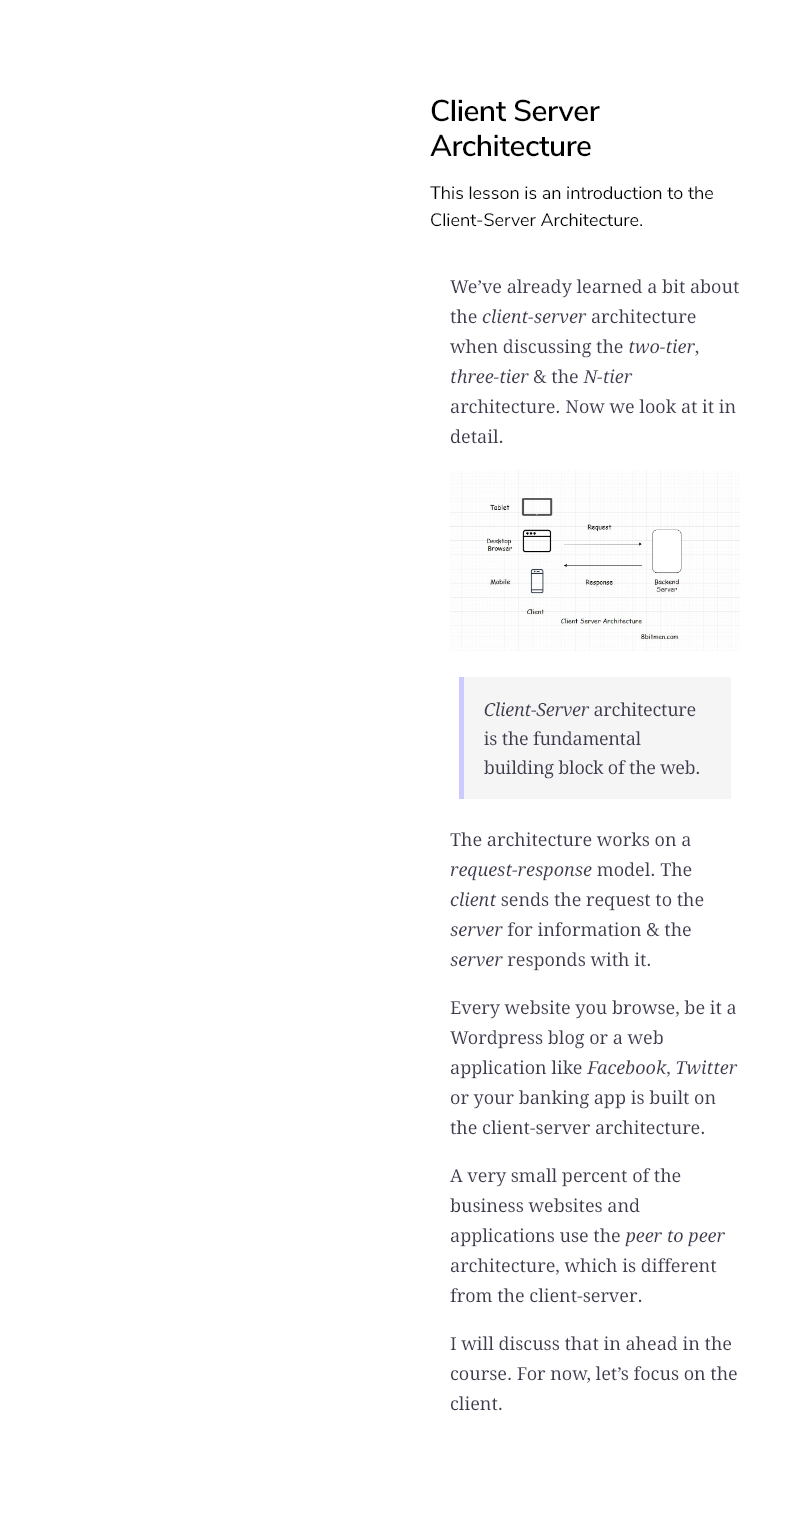 Client Server
Architecture
This lesson is an introduction to the
Client-Server Architecture.
We’ve already learned a bit about
the client-server architecture
when discussing the two-tier,
three-tier & the N-tier
architecture. Now we look at it in
detail.
Tablet
Desktop
Browser
Mobile
Client
Request
Response
Backend
Server
Client Server Architecture
8bitmen.com
Client-Server architecture
is the fundamental
building block of the web.
The architecture works on a
request-response model. The
client sends the request to the
server for information & the
server responds with it.
Every website you browse, be it a
Wordpress blog or a web
application like Facebook, Twitter
or your banking app is built on
the client-server architecture.
A very small percent of the
business websites and
applications use the peer to peer
architecture, which is different
from the client-server.
I will discuss that in ahead in the
course. For now, let’s focus on the
client.